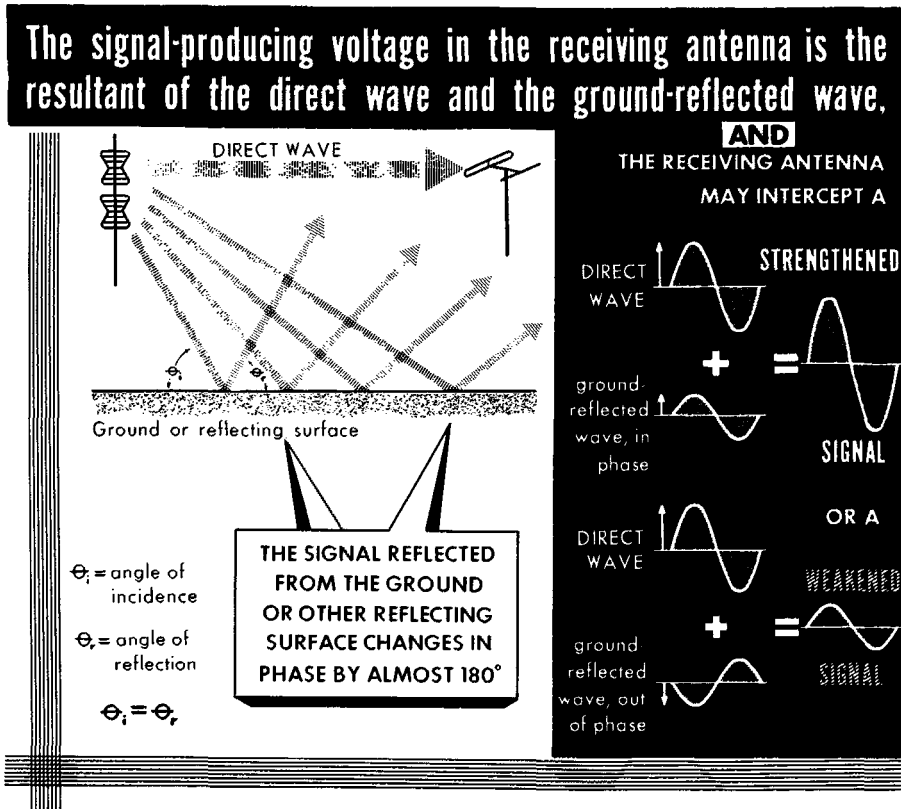 The signal-producing voltage in the receiving antenna is the
resultant of the direct wave and the ground-reflected wave,
AND
THE RECEIVING ANTENNA
MAY INTERCEPT A
DIRECT WAVE
θi
θr
Ground or reflecting surface
THE SIGNAL REFLECTED
FROM THE GROUND
OR OTHER REFLECTING
SURFACE CHANGES IN
PHASE BY ALMOST 180°
θi = angle of
incidence
θr = angle of
reflection
θi = θr
DIRECT
WAVE
+
ground-
reflected
wave, in
phase
=
STRENGTHENED
SIGNAL
OR A
DIRECT
WAVE
+
ground-
reflected
wave, out
of phase
=
WEAKENED
SIGNAL